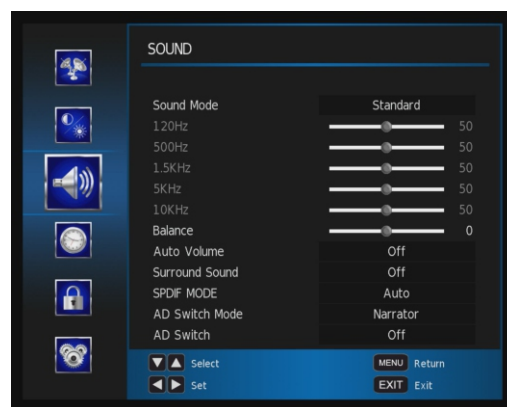 SOUND
Sound Mode Standard
120Hz 50
500Hz 50
1.5KHz 50
5KHz 50
10KHz 50
Balance 0
Auto Volume Off
Surround Sound Off
SPDIF MODE Auto
AD Switch Mode Narrator
AD Switch Off
Select MENU Return
Set EXIT Exit